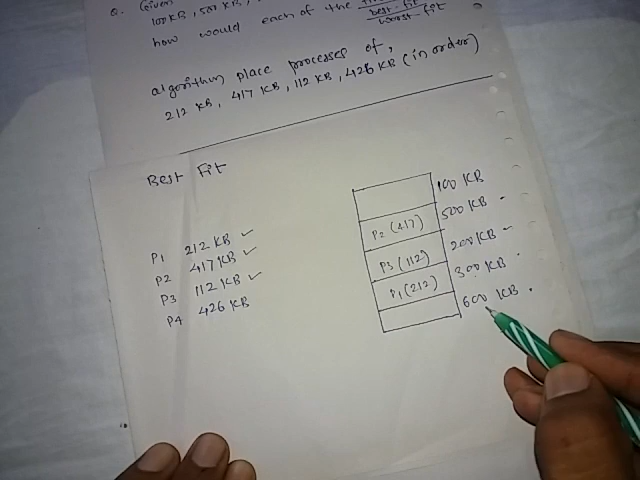 Q. Given
100KB, 500 KB,
how would each of the
best-fit
worst-fit
algorithm place processes of,
212 KB, 417 KB, 112 KB, 426 KB (in order)
Best Fit
P1 212 KB ✓
P2 417 KB ✓
P3 112 KB ✓
P4 426 KB
100 KB
P2 (417) 500 KB
P3 (112) 200 KB
P1 (212) 300 KB
600 KB